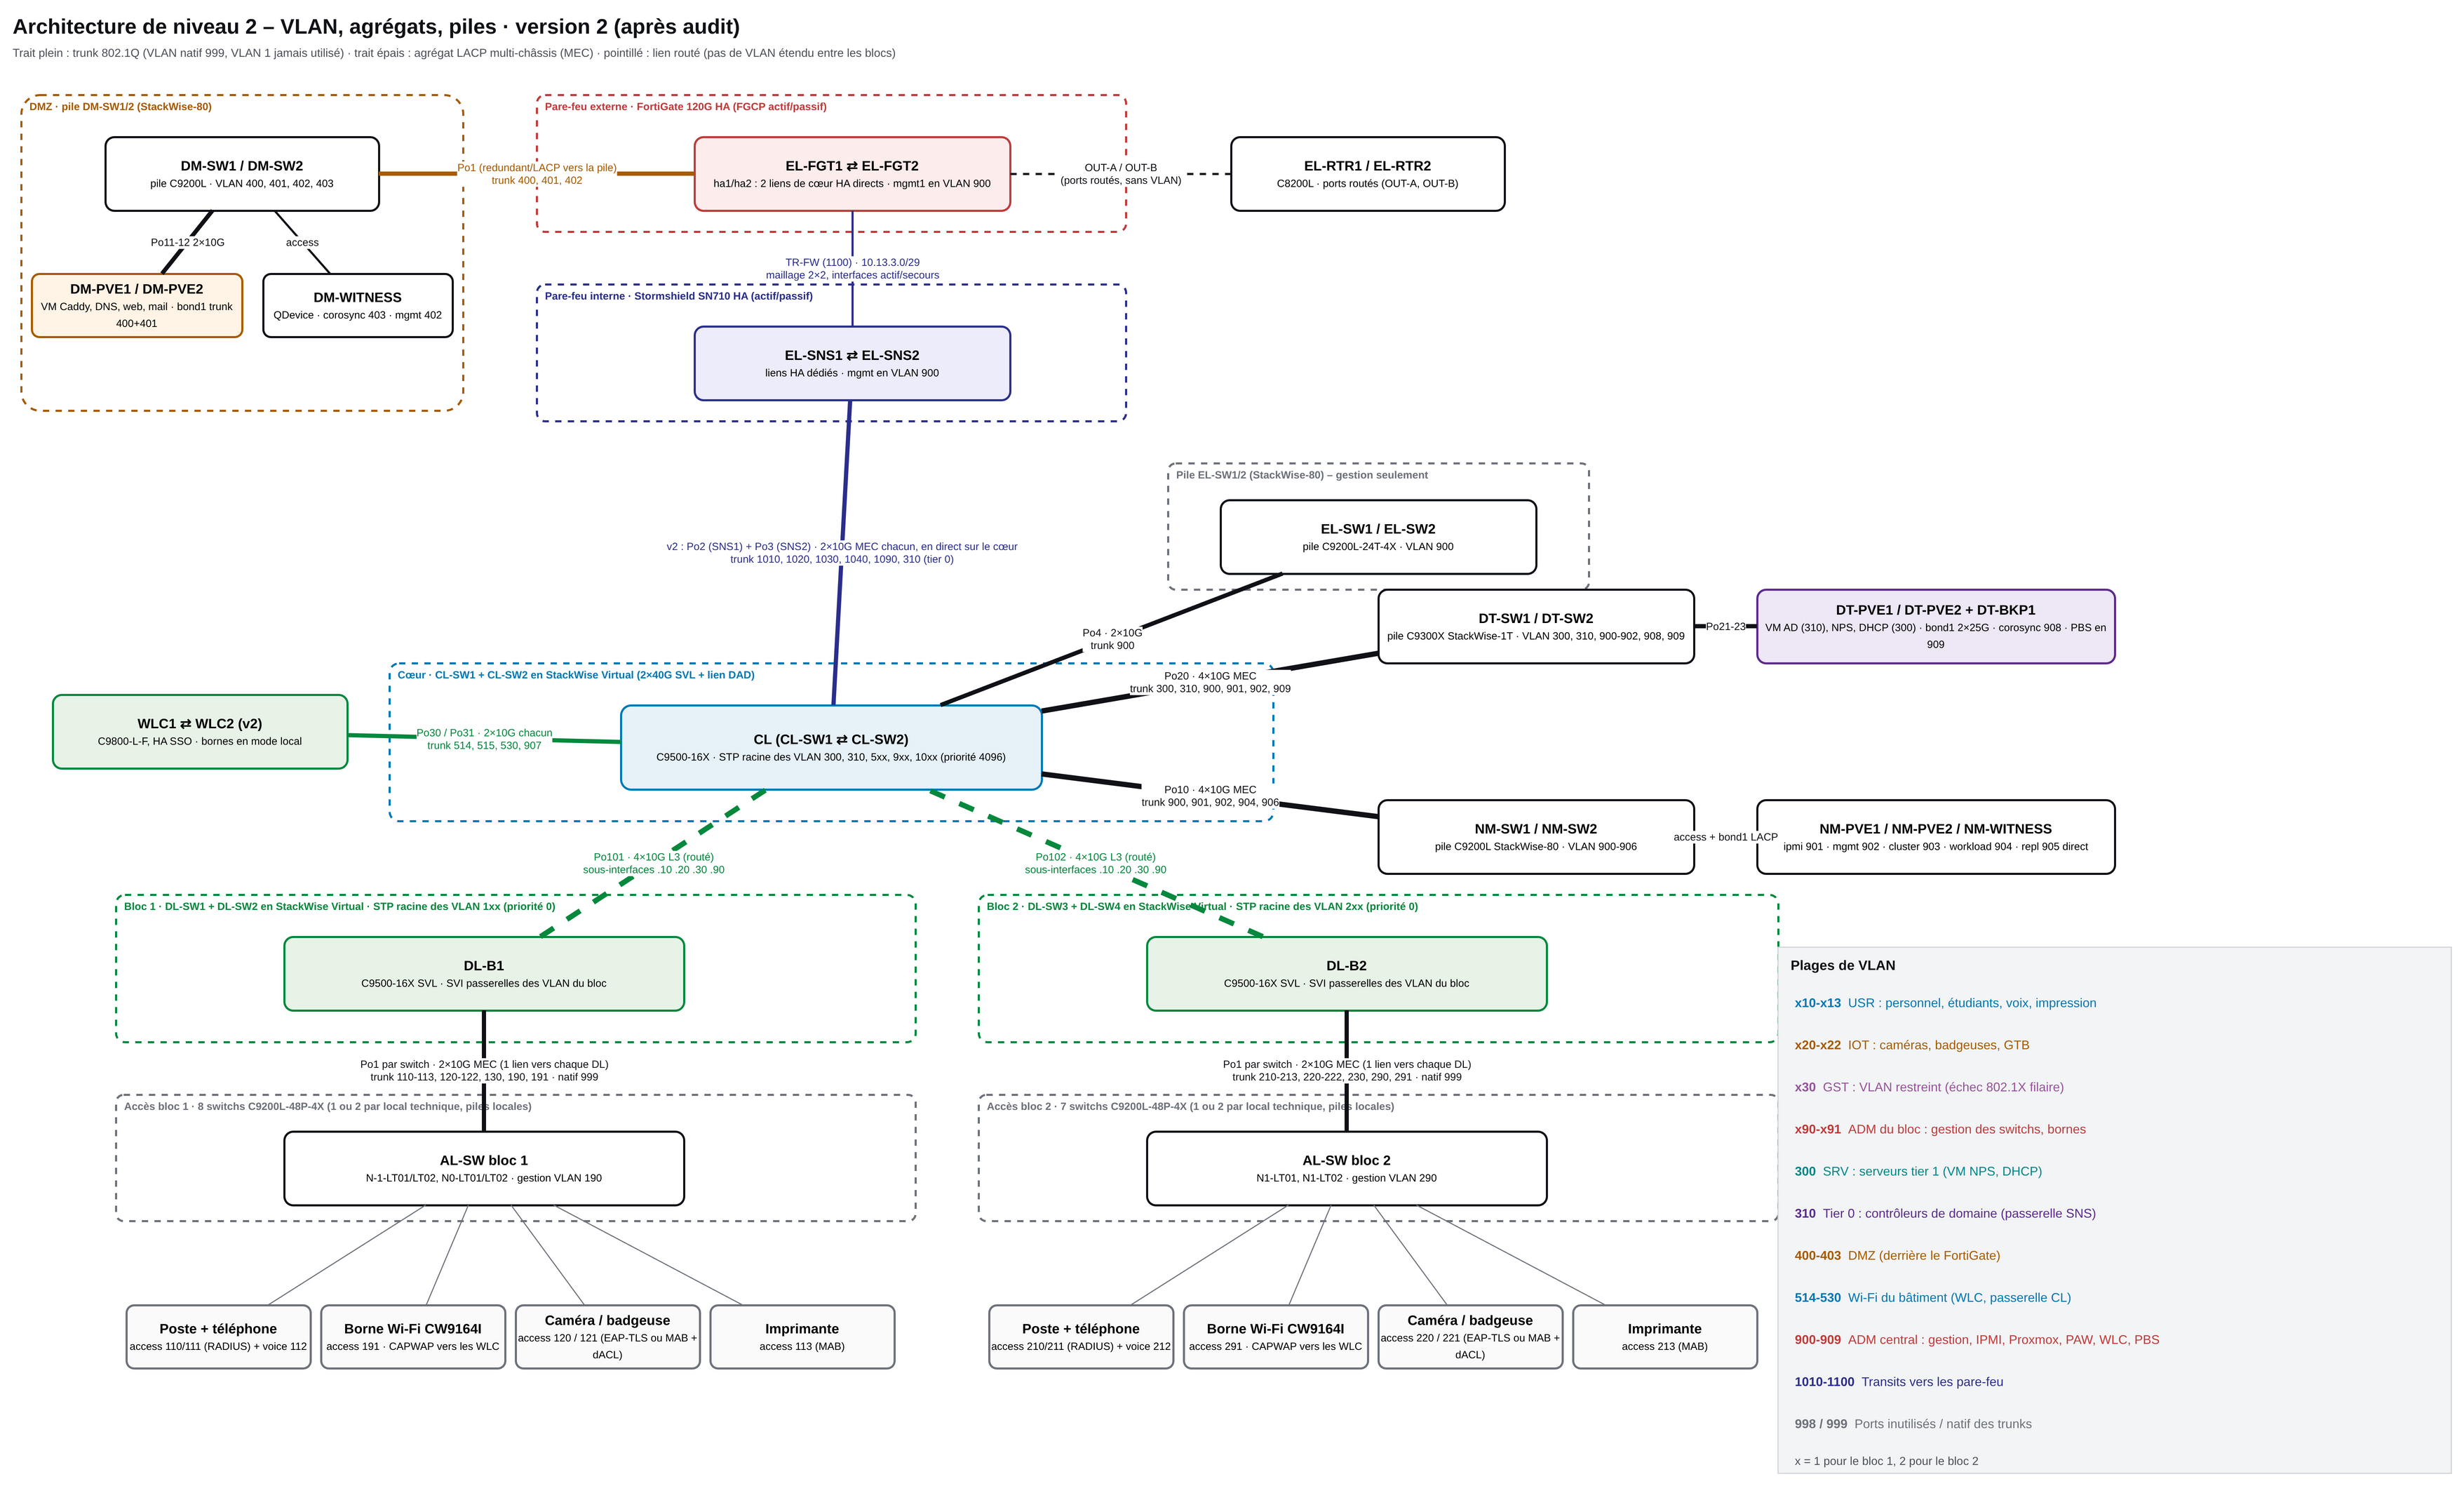 Architecture de niveau 2 – VLAN, agrégats, piles · version 2 (après audit)
Trait plein : trunk 802.1Q (VLAN natif 999, VLAN 1 jamais utilisé) · trait épais : agrégat LACP multi-châssis (MEC) · pointillé : lien routé (pas de VLAN étendu entre les blocs)
DMZ · pile DM-SW1/2 (StackWise-80)
DM-SW1 / DM-SW2
pile C9200L · VLAN 400, 401, 402, 403
Po1 (redundant/LACP vers la pile)
trunk 400, 401, 402
Po11-12 2×10G
access
DM-PVE1 / DM-PVE2
VM Caddy, DNS, web, mail · bond1 trunk
400+401
DM-WITNESS
QDevice · corosync 403 · mgmt 402
Pare-feu externe · FortiGate 120G HA (FGCP actif/passif)
EL-FGT1 ⇄ EL-FGT2
ha1/ha2 : 2 liens de cœur HA directs · mgmt1 en VLAN 900
OUT-A / OUT-B
(ports routés, sans VLAN)
EL-RTR1 / EL-RTR2
C8200L · ports routés (OUT-A, OUT-B)
TR-FW (1100) · 10.13.3.0/29
maillage 2×2, interfaces actif/secours
Pare-feu interne · Stormshield SN710 HA (actif/passif)
EL-SNS1 ⇄ EL-SNS2
liens HA dédiés · mgmt en VLAN 900
v2 : Po2 (SNS1) + Po3 (SNS2) · 2×10G MEC chacun, en direct sur le cœur
trunk 1010, 1020, 1030, 1040, 1090, 310 (tier 0)
Pile EL-SW1/2 (StackWise-80) – gestion seulement
EL-SW1 / EL-SW2
pile C9200L-24T-4X · VLAN 900
Po4 · 2×10G
trunk 900
DT-SW1 / DT-SW2
pile C9300X StackWise-1T · VLAN 300, 310, 900-902, 908, 909
Po21-23
DT-PVE1 / DT-PVE2 + DT-BKP1
VM AD (310), NPS, DHCP (300) · bond1 2×25G · corosync 908 · PBS en
909
Po20 · 4×10G MEC
trunk 300, 310, 900, 901, 902, 909
Cœur · CL-SW1 + CL-SW2 en StackWise Virtual (2×40G SVL + lien DAD)
WLC1 ⇄ WLC2 (v2)
C9800-L-F, HA SSO · bornes en mode local
Po30 / Po31 · 2×10G chacun
trunk 514, 515, 530, 907
CL (CL-SW1 ⇄ CL-SW2)
C9500-16X · STP racine des VLAN 300, 310, 5xx, 9xx, 10xx (priorité 4096)
Po10 · 4×10G MEC
trunk 900, 901, 902, 904, 906
NM-SW1 / NM-SW2
pile C9200L StackWise-80 · VLAN 900-906
access + bond1 LACP
NM-PVE1 / NM-PVE2 / NM-WITNESS
ipmi 901 · mgmt 902 · cluster 903 · workload 904 · repl 905 direct
Po101 · 4×10G L3 (routé)
sous-interfaces .10 .20 .30 .90
Po102 · 4×10G L3 (routé)
sous-interfaces .10 .20 .30 .90
Bloc 1 · DL-SW1 + DL-SW2 en StackWise Virtual · STP racine des VLAN 1xx (priorité 0)
DL-B1
C9500-16X SVL · SVI passerelles des VLAN du bloc
Bloc 2 · DL-SW3 + DL-SW4 en StackWise Virtual · STP racine des VLAN 2xx (priorité 0)
DL-B2
C9500-16X SVL · SVI passerelles des VLAN du bloc
Po1 par switch · 2×10G MEC (1 lien vers chaque DL)
trunk 110-113, 120-122, 130, 190, 191 · natif 999
Po1 par switch · 2×10G MEC (1 lien vers chaque DL)
trunk 210-213, 220-222, 230, 290, 291 · natif 999
Accès bloc 1 · 8 switchs C9200L-48P-4X (1 ou 2 par local technique, piles locales)
AL-SW bloc 1
N-1-LT01/LT02, N0-LT01/LT02 · gestion VLAN 190
Accès bloc 2 · 7 switchs C9200L-48P-4X (1 ou 2 par local technique, piles locales)
AL-SW bloc 2
N1-LT01, N1-LT02 · gestion VLAN 290
Poste + téléphone
access 110/111 (RADIUS) + voice 112
Borne Wi-Fi CW9164I
access 191 · CAPWAP vers les WLC
Caméra / badgeuse
access 120 / 121 (EAP-TLS ou MAB +
dACL)
Imprimante
access 113 (MAB)
Poste + téléphone
access 210/211 (RADIUS) + voice 212
Borne Wi-Fi CW9164I
access 291 · CAPWAP vers les WLC
Caméra / badgeuse
access 220 / 221 (EAP-TLS ou MAB +
dACL)
Imprimante
access 213 (MAB)
Plages de VLAN
x10-x13 USR : personnel, étudiants, voix, impression
x20-x22 IOT : caméras, badgeuses, GTB
x30 GST : VLAN restreint (échec 802.1X filaire)
x90-x91 ADM du bloc : gestion des switchs, bornes
300 SRV : serveurs tier 1 (VM NPS, DHCP)
310 Tier 0 : contrôleurs de domaine (passerelle SNS)
400-403 DMZ (derrière le FortiGate)
514-530 Wi-Fi du bâtiment (WLC, passerelle CL)
900-909 ADM central : gestion, IPMI, Proxmox, PAW, WLC, PBS
1010-1100 Transits vers les pare-feu
998 / 999 Ports inutilisés / natif des trunks
x = 1 pour le bloc 1, 2 pour le bloc 2